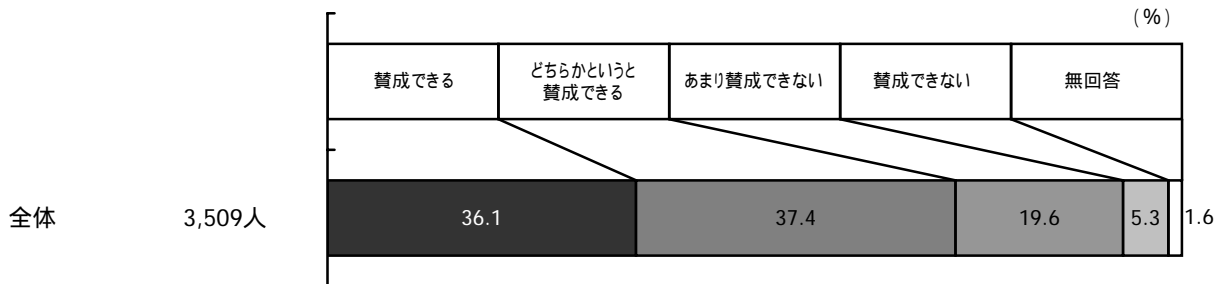 (%)
賛成できる
どちらかというと
賛成できる
あまり賛成できない
賛成できない
無回答
全体 3,509人 36.1 37.4 19.6 5.3 1.6